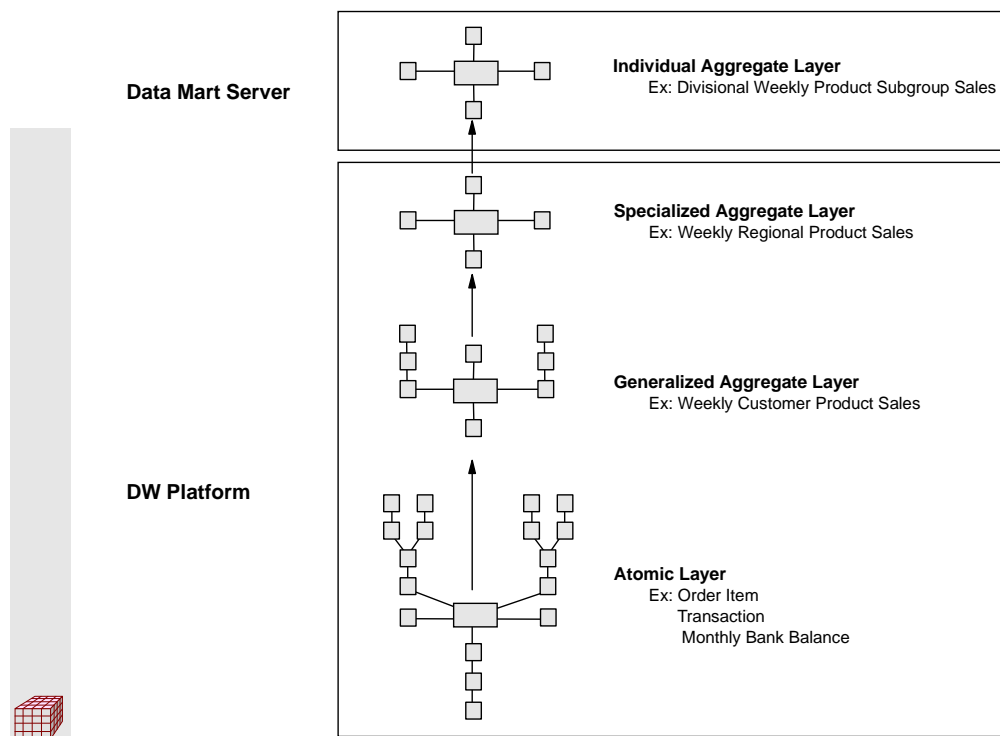 Data Mart Server
Individual Aggregate Layer
Ex: Divisional Weekly Product Subgroup Sales
Specialized Aggregate Layer
Ex: Weekly Regional Product Sales
Generalized Aggregate Layer
Ex: Weekly Customer Product Sales
DW Platform
Atomic Layer
Ex: Order Item
Transaction
Monthly Bank Balance